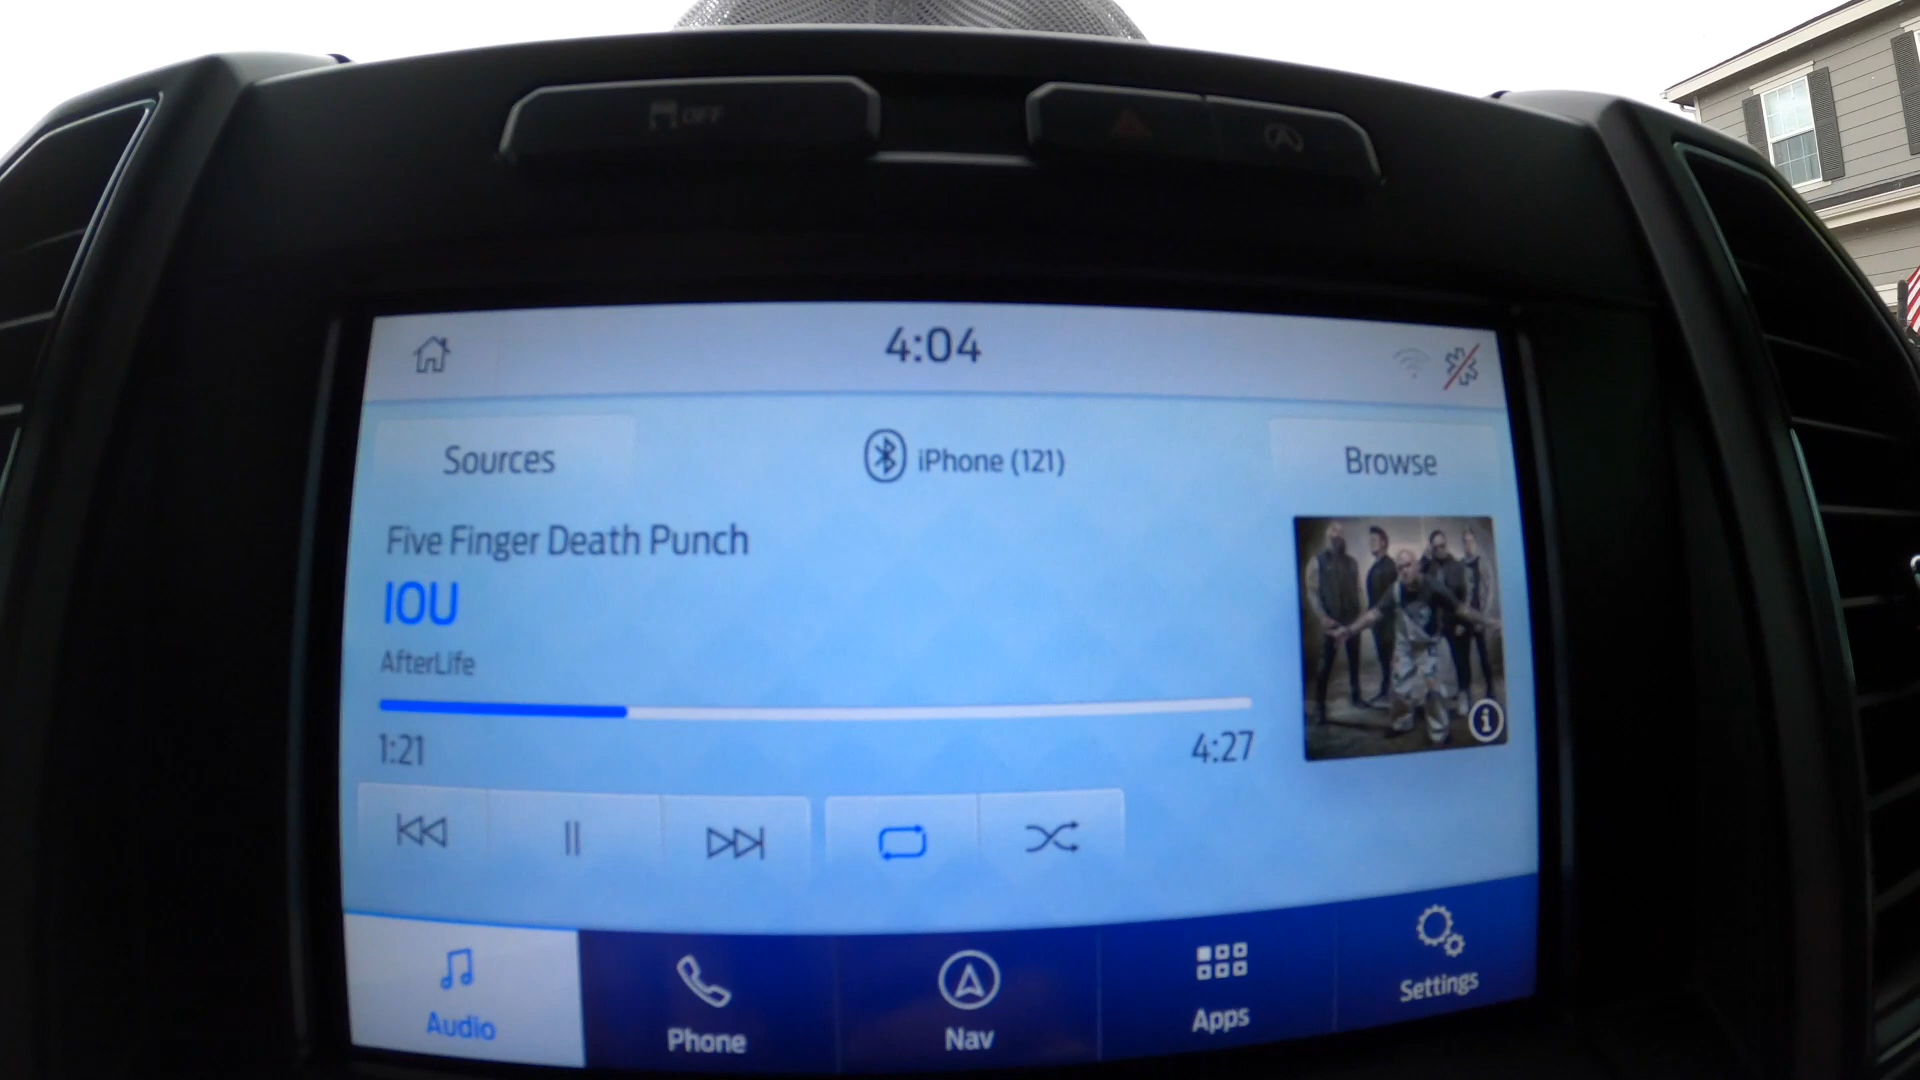 OFF
4:04
Sources
iPhone (121)
Browse
Five Finger Death Punch
IOU
AfterLife
1:21
4:27
Audio
Phone
Nav
Apps
Settings